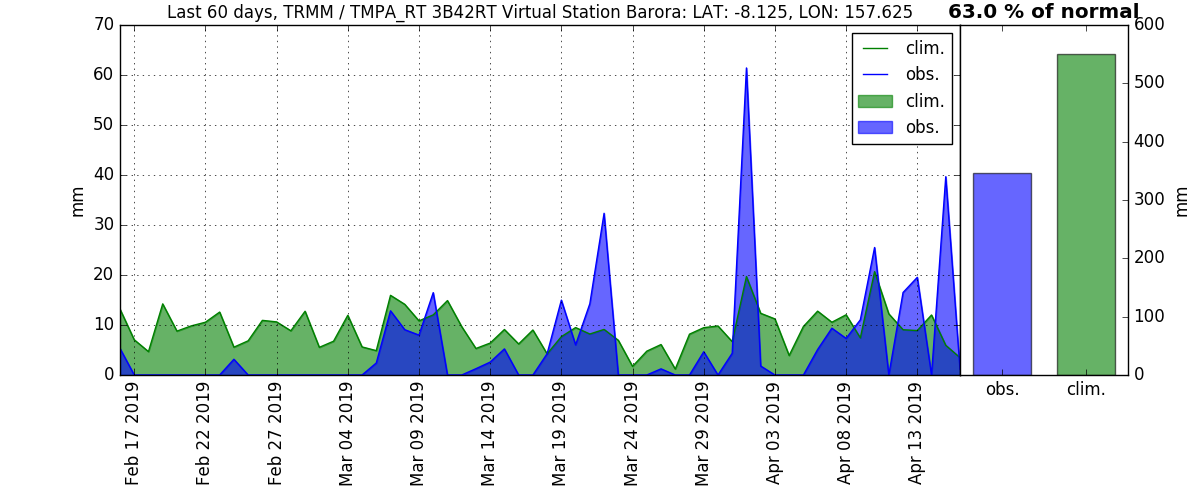 Last 60 days, TRMM / TMPA_RT 3B42RT Virtual Station Barora: LAT: -8.125, LON: 157.625
63.0 % of normal
70
60
50
40
30
20
10
0
mm
clim.
obs.
clim.
obs.
600
500
400
300
200
100
0
mm
obs.
clim.
Feb 17 2019
Feb 22 2019
Feb 27 2019
Mar 04 2019
Mar 09 2019
Mar 14 2019
Mar 19 2019
Mar 24 2019
Mar 29 2019
Apr 03 2019
Apr 08 2019
Apr 13 2019